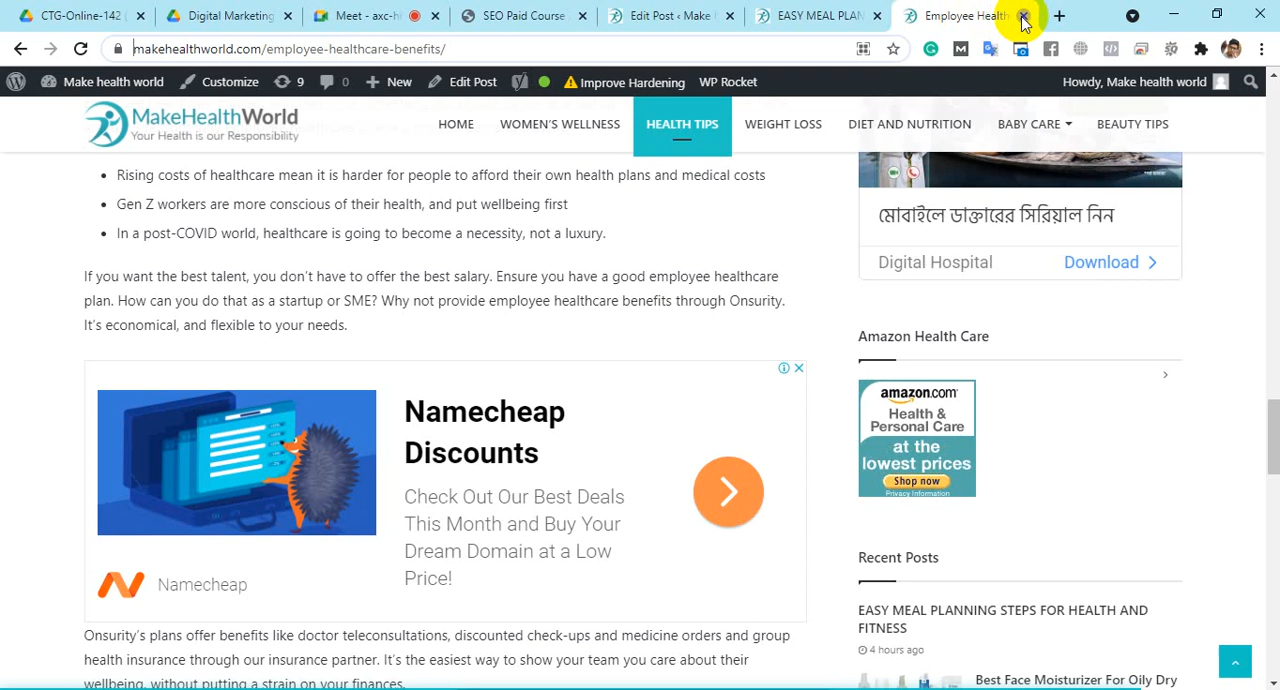 CTG-Online-142
Digital marketing
Meet - axc-hr
SEO Paid Course
Edit Post ‹ Make
EASY MEAL PLAN
Employee Health
makehealthworld.com/employee-healthcare-benefits/
Make health world
Customize
9
0
New
Edit Post
Improve Hardening
WP Rocket
Howdy, Make health world
MakeHealthWorld
Your Health is our Responsibility
HOME
WOMEN'S WELLNESS
HEALTH TIPS
WEIGHT LOSS
DIET AND NUTRITION
BABY CARE
BEAUTY TIPS
Rising costs of healthcare mean it is harder for people to afford their own health plans and medical costs
Gen Z workers are more conscious of their health, and put wellbeing first
In a post-COVID world, healthcare is going to become a necessity, not a luxury.
If you want the best talent, you don't have to offer the best salary. Ensure you have a good employee healthcare
plan. How can you do that as a startup or SME? Why not provide employee healthcare benefits through Onsurity.
It's economical, and flexible to your needs.
Namecheap
Discounts
Check Out Our Best Deals
This Month and Buy Your
Dream Domain at a Low
Price!
Namecheap
Onsurity's plans offer benefits like doctor teleconsultations, discounted check-ups and medicine orders and group
health insurance through our insurance partner. It's the easiest way to show your team you care about their
wellbeing, without putting a strain on your finances.
মোবাইলে ডাক্তারের সিরিয়াল নিন
Digital Hospital
Download
Amazon Health Care
amazon.com
Health &
Personal Care
at the
lowest prices
Shop now
Privacy Information
Recent Posts
EASY MEAL PLANNING STEPS FOR HEALTH AND
FITNESS
4 hours ago
Best Face Moisturizer For Oily Dry